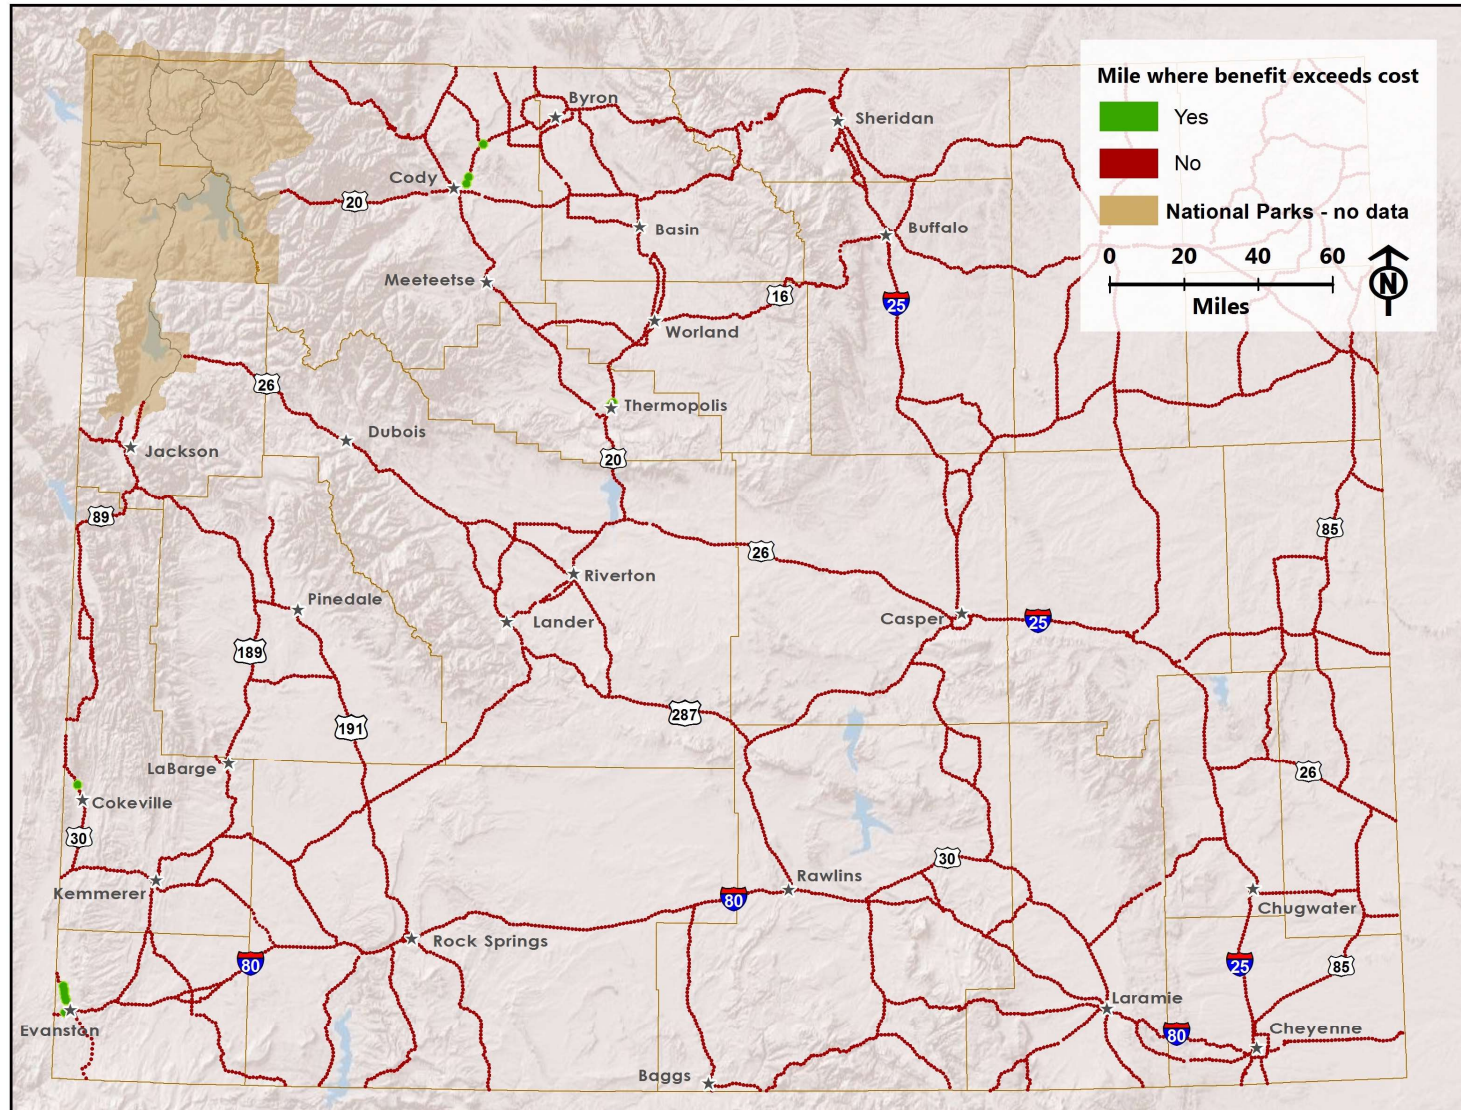 Mile where benefit exceeds cost
Yes
No
National Parks - no data
0 20 40 60
Miles
N
Byron
Sheridan
Cody
20
Basin
Buffalo
Meeteetse
16
25
Worland
26
Thermopolis
Dubois
Jackson
20
89
85
26
Riverton
Pinedale
Lander
Casper
25
189
287
191
LaBarge
26
Cokeville
30
30
Kemmerer
Rawlins
80
Chugwater
Rock Springs
80
25
85
Laramie
Evanston
80
Cheyenne
Baggs